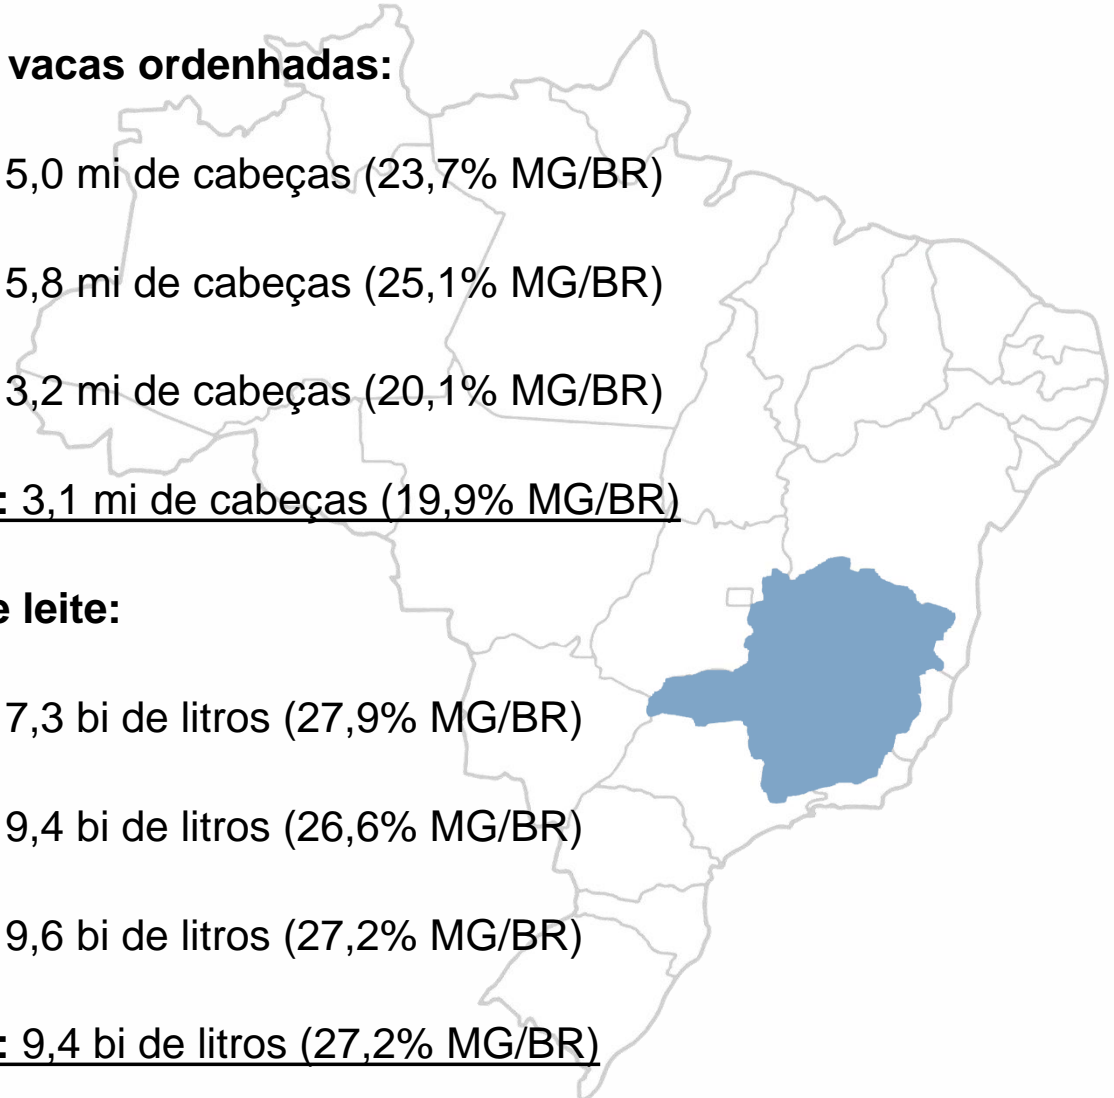 vacas ordenhadas:
5,0 mi de cabeças (23,7% MG/BR)
5,8 mi de cabeças (25,1% MG/BR)
3,2 mi de cabeças (20,1% MG/BR)
: 3,1 mi de cabeças (19,9% MG/BR)
e leite:
7,3 bi de litros (27,9% MG/BR)
9,4 bi de litros (26,6% MG/BR)
9,6 bi de litros (27,2% MG/BR)
: 9,4 bi de litros (27,2% MG/BR)